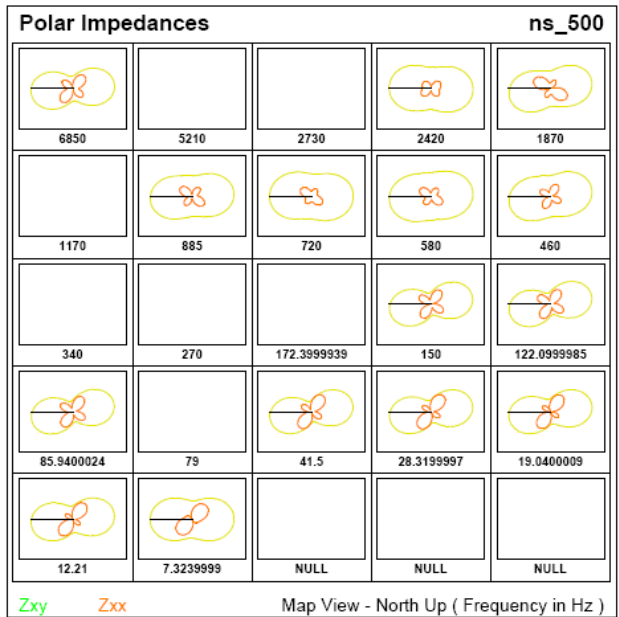 Polar Impedances ns_500
6850 5210 2730 2420 1870
1170 885 720 580 460
340 270 172.3999939 150 122.0999985
85.9400024 79 41.5 28.3199997 19.0400009
12.21 7.3239999 NULL NULL NULL
Zxy Zxx Map View - North Up ( Frequency in Hz )